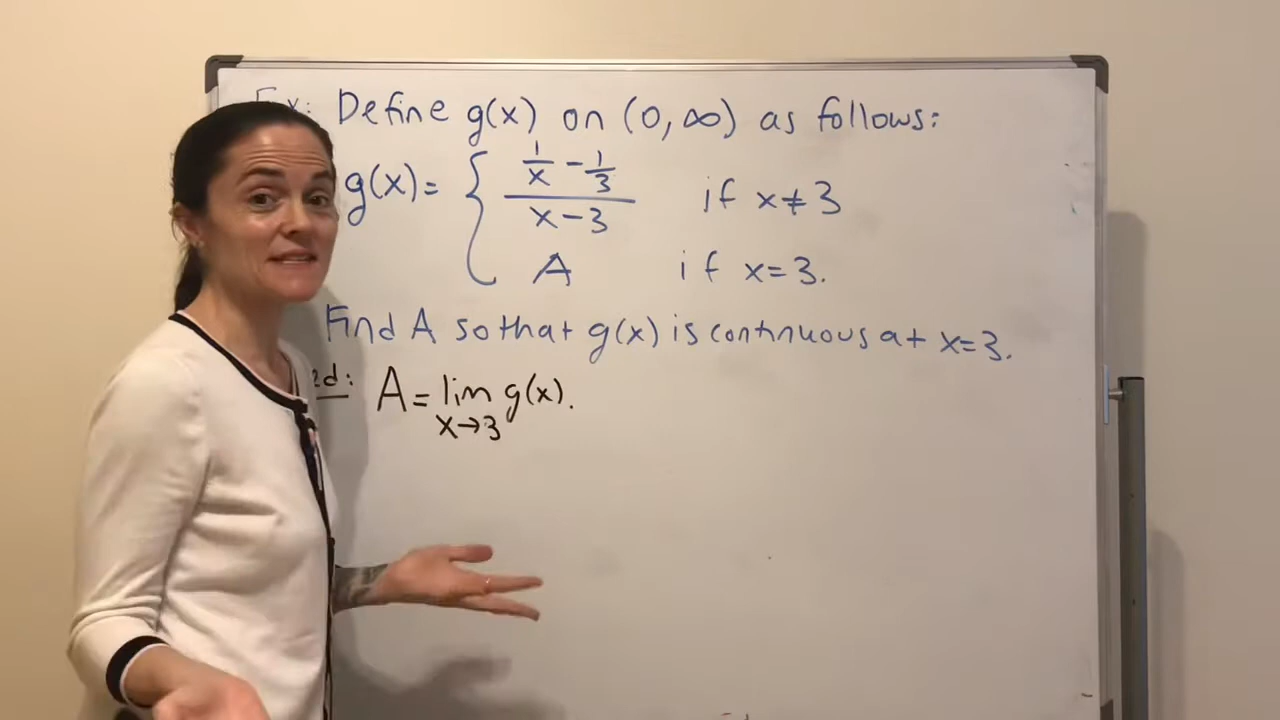 Ex: Define g(x) on (0, ∞) as follows:
g(x) = { (1/x - 1/3)/(x - 3) if x ≠ 3
A if x = 3.
Find A so that g(x) is continuous at x = 3.
A = lim g(x).
x→3